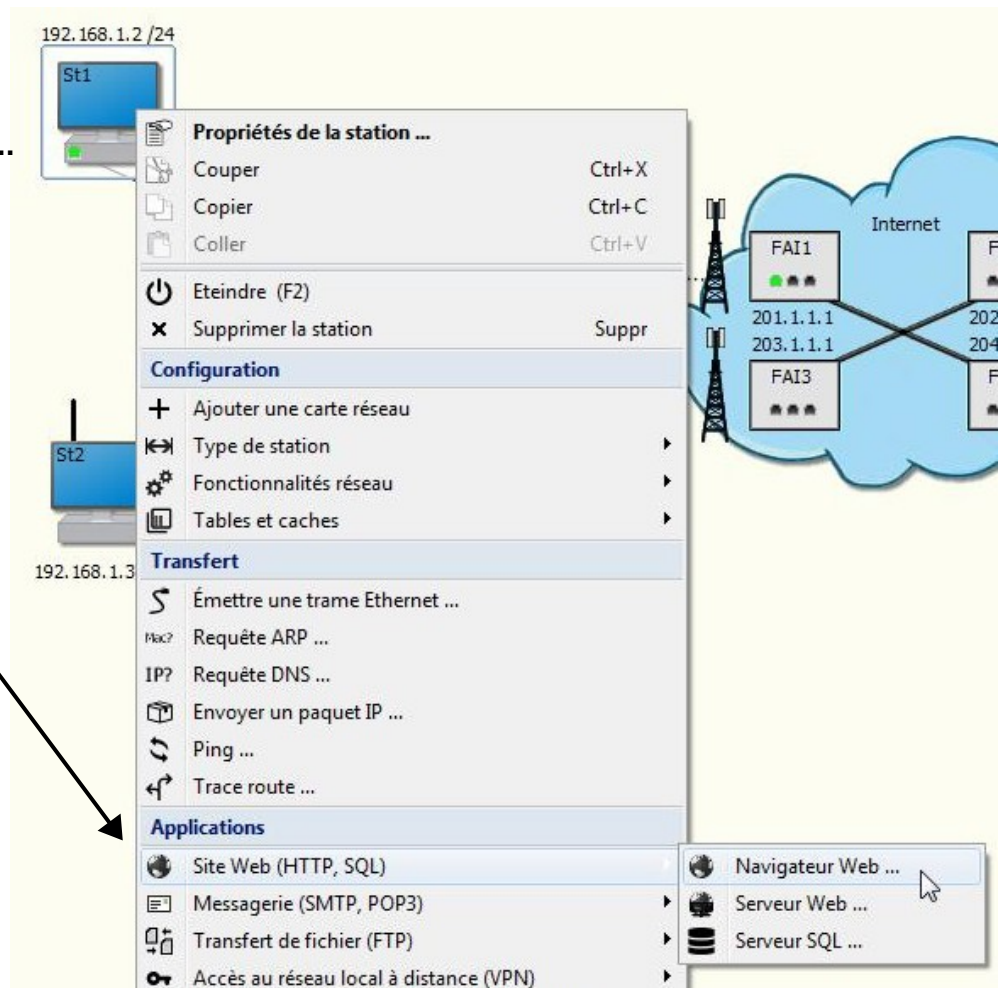 192.168.1.2 /24
St1
Propriétés de la station ...
Couper Ctrl+X
Copier Ctrl+C
Coller Ctrl+V
Eteindre (F2)
Supprimer la station Suppr
Configuration
Ajouter une carte réseau
Type de station
Fonctionnalités réseau
Tables et caches
Transfert
Émettre une trame Ethernet ...
Mac? Requête ARP ...
IP? Requête DNS ...
Envoyer un paquet IP ...
Ping ...
Trace route ...
Applications
Site Web (HTTP, SQL)
Messagerie (SMTP, POP3)
Transfert de fichier (FTP)
Accès au réseau local à distance (VPN)
Navigateur Web ...
Serveur Web ...
Serveur SQL ...
St2
192.168.1.3
Internet
FAI1
F
201.1.1.1
202
203.1.1.1
204
FAI3
F